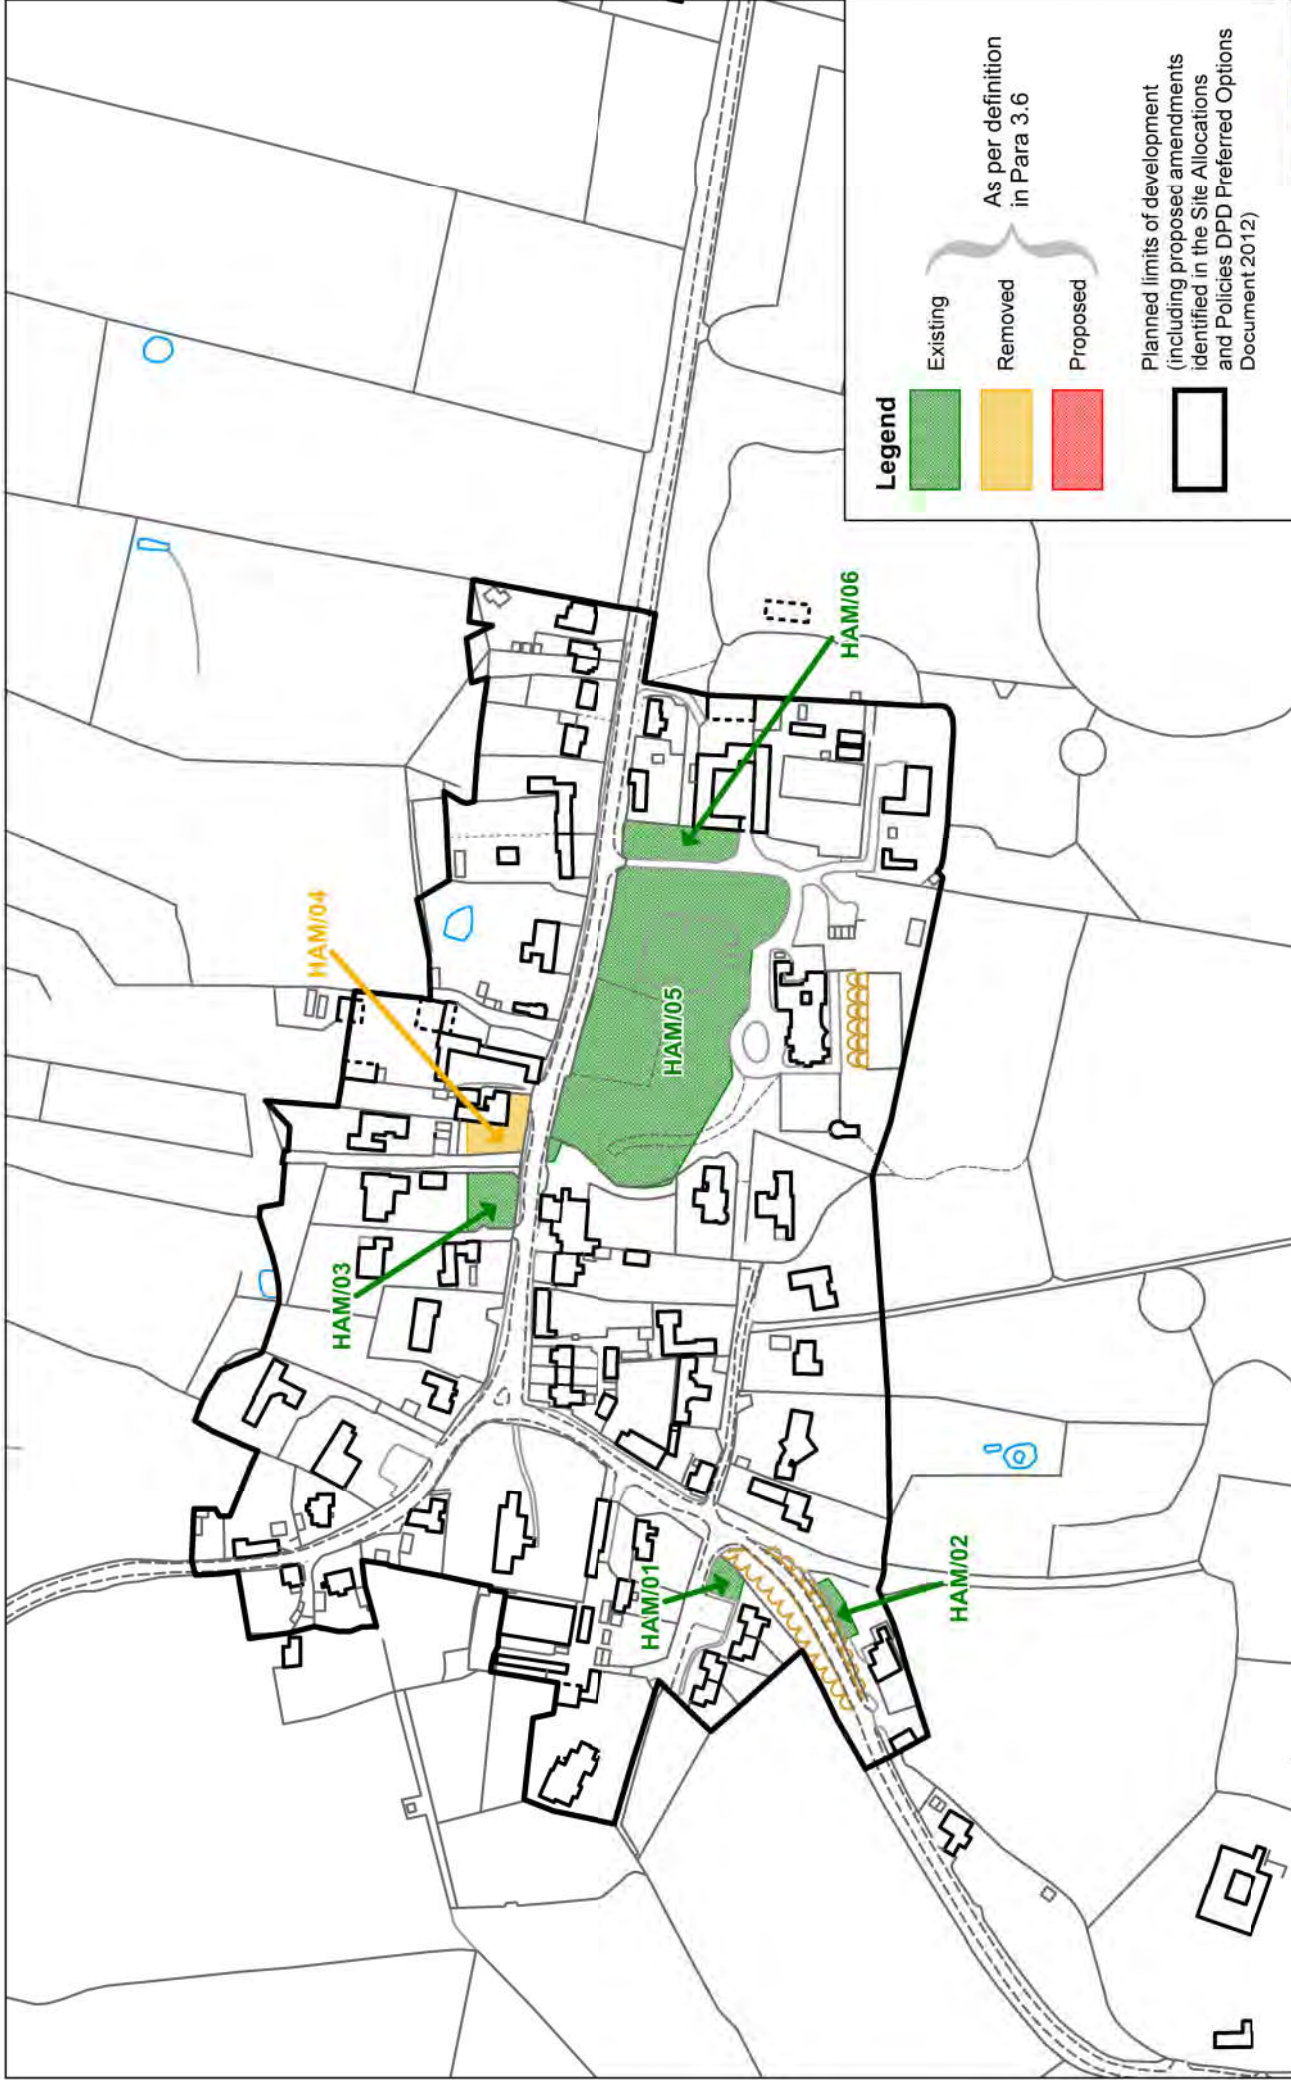 HAM/04
HAM/03
HAM/05
HAM/06
HAM/01
HAM/02
Legend
Existing
Removed
Proposed
As per definition
in Para 3.6
Planned limits of development
(including proposed amendments
identified in the Site Allocations
and Policies DPD Preferred Options
Document 2012)